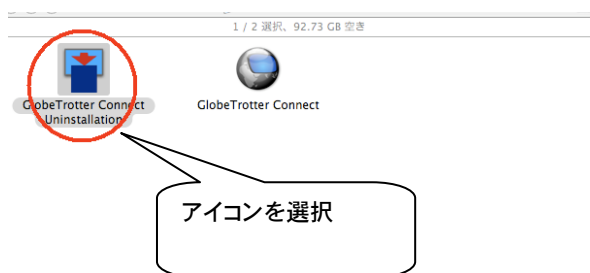 1 / 2 選択、92.73 GB 空き
GlobeTrotter Connect
Uninstallation
GlobeTrotter Connect
アイコンを選択